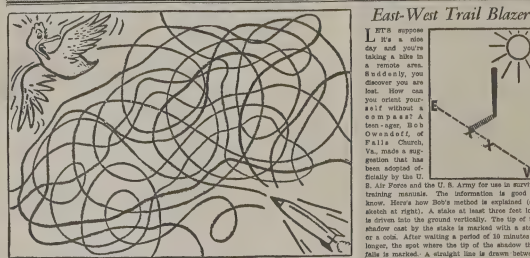 East-West Trail Blazer
LET'S suppose
it's a nice
day and you're
taking a hike in
a remote area.
Suddenly, you
discover you are
lost. How can
you orient your-
self without a
compass? A
teen-ager, Bob
Owendoff, of
Falls Church,
Va., made a sug-
gestion that has
been adopted of-
ficially by the U.
E
S. Air Force and the U. S. Army for use in survi
training manuals. The information is good
know. Here's how Bob's method is explained (
sketch at right). A stake at least three feet lo
is driven into the ground vertically. The tip of
shadow cast by the stake is marked with a sto
or a coin. After waiting a period of 10 minutes
longer, the spot where the tip of the shadow th
falls is marked. A straight line is drawn betw